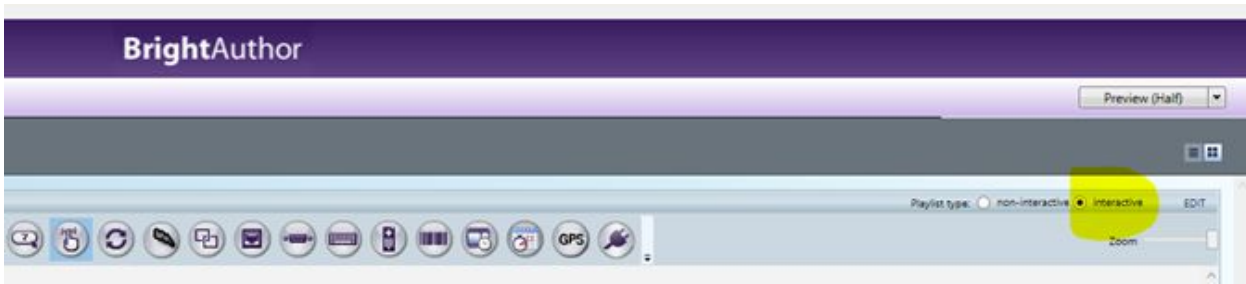 BrightAuthor
Preview (Half)
Playlist type: non-interactive interactive EDIT
GPS
Zoom